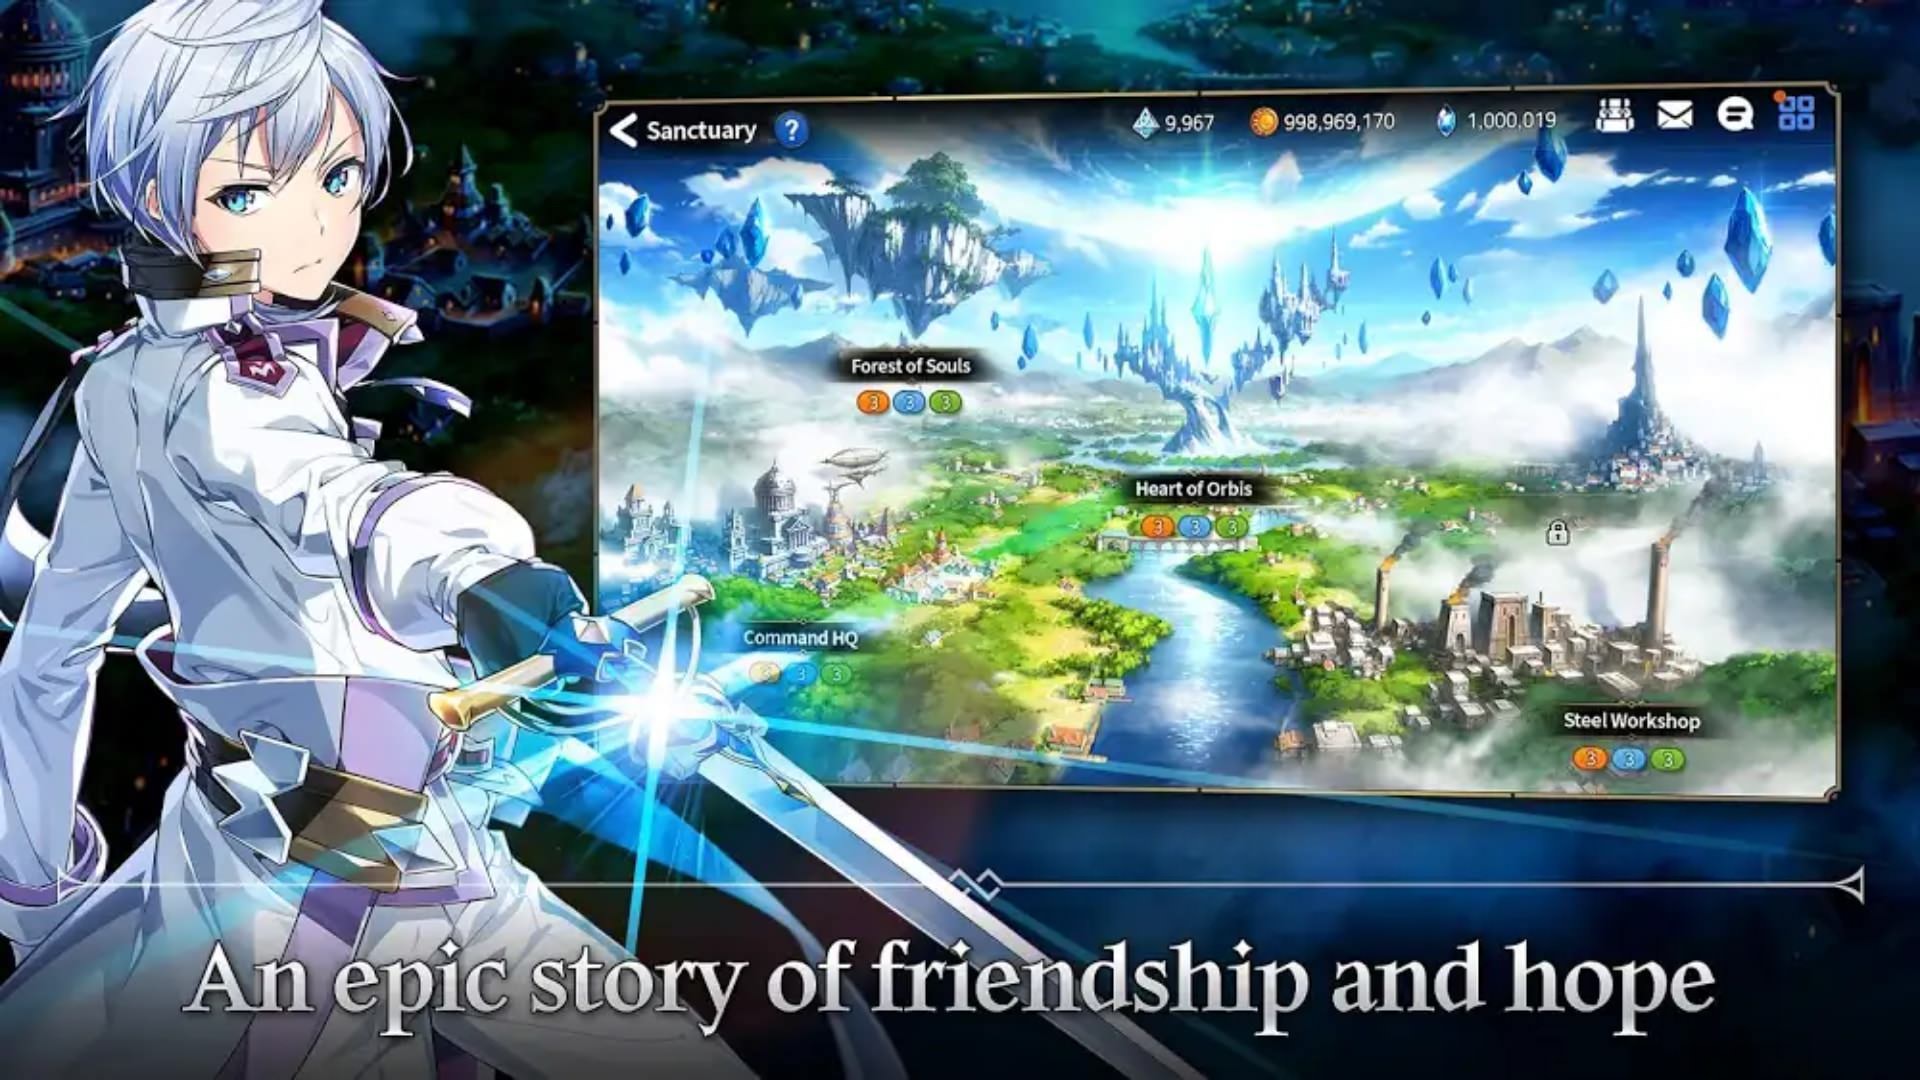 Sanctuary ?
9,967 998,969,170 1,000,019
Forest of Souls
3 3 3
Heart of Orbis
3 3 3
Command HQ
3 3 3
Steel Workshop
3 3 3
An epic story of friendship and hope